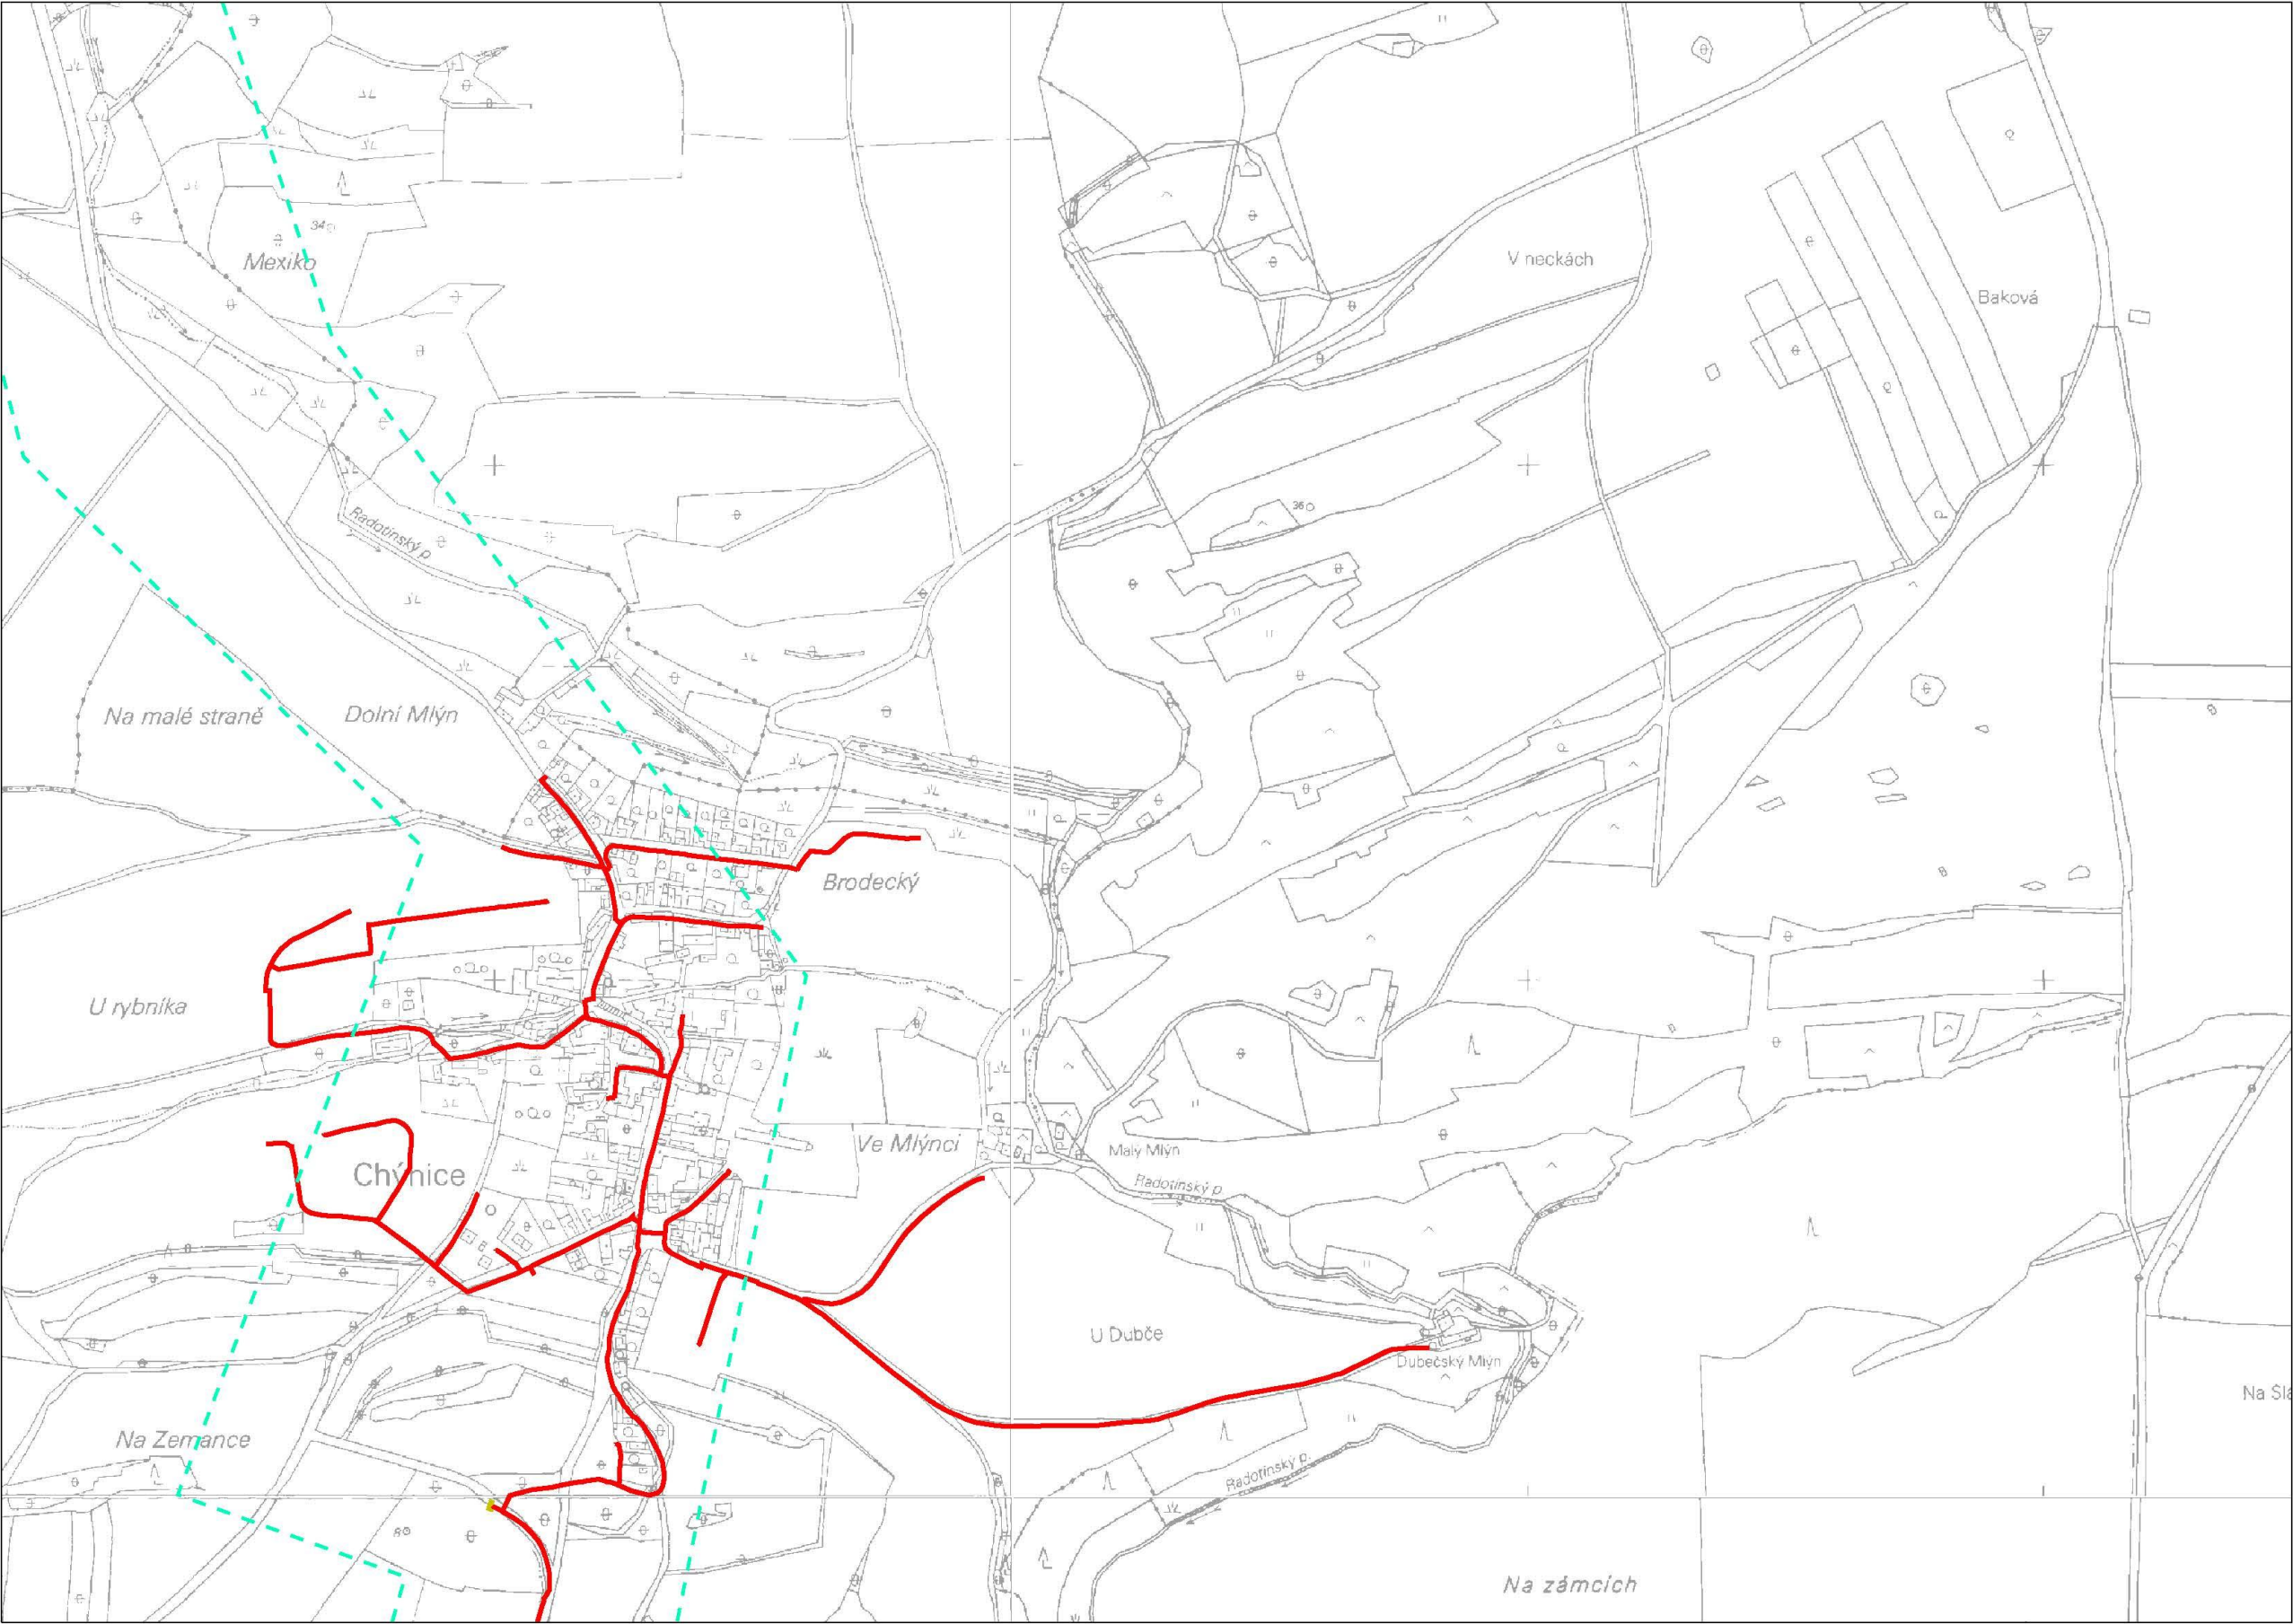 Mexiko
V neckách
Baková
Radotínský p
Na malé straně
Dolní Mlýn
Brodecký
U rybníka
Ve Mlýnci
Malý Mlýn
Chýnice
Radotínský p
U Dubče
Dubečský Mlýn
Na Zemance
Radotínský p.
Na zámcích